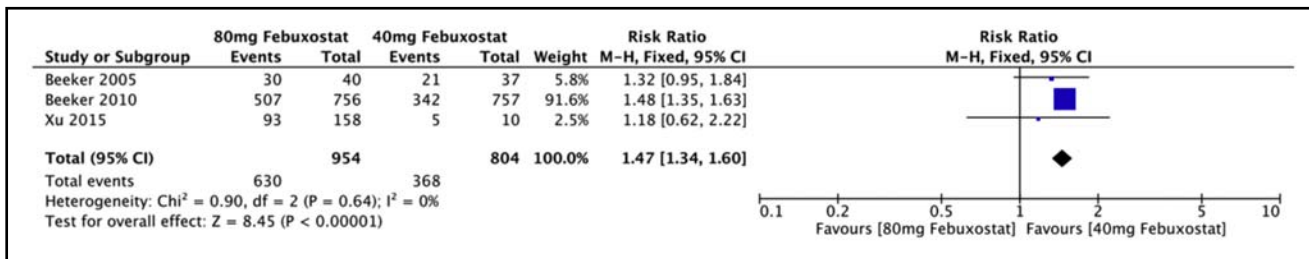 80mg Febuxostat 40mg Febuxostat Risk Ratio Risk Ratio
Study or Subgroup Events Total Events Total Weight M-H, Fixed, 95% CI M-H, Fixed, 95% CI
Beeker 2005 30 40 21 37 5.8% 1.32 [0.95, 1.84]
Beeker 2010 507 756 342 757 91.6% 1.48 [1.35, 1.63]
Xu 2015 93 158 5 10 2.5% 1.18 [0.62, 2.22]
Total (95% CI) 954 804 100.0% 1.47 [1.34, 1.60]
Total events 630 368
Heterogeneity: Chi² = 0.90, df = 2 (P = 0.64); I² = 0%
Test for overall effect: Z = 8.45 (P < 0.00001)
0.1 0.2 0.5 1 2 5 10
Favours [80mg Febuxostat] Favours [40mg Febuxostat]